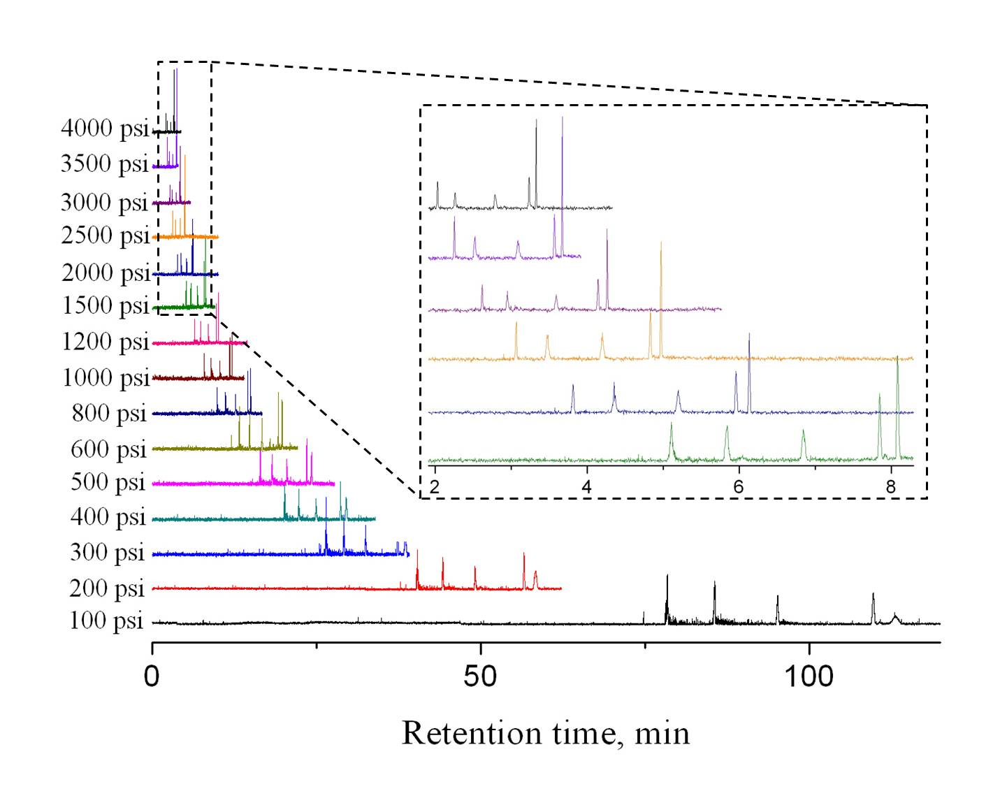 4000 psi
3500 psi
3000 psi
2500 psi
2000 psi
1500 psi
1200 psi
1000 psi
800 psi
600 psi
500 psi
400 psi
300 psi
200 psi
100 psi
2 4 6 8
0 50 100
Retention time, min